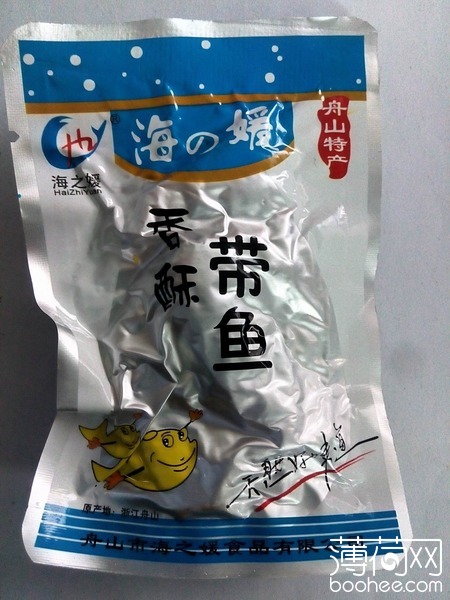 海の媛
舟山特产
®
海之媛
HaiZhiYuan
香酥
带鱼
原产地：浙江舟山
舟山市海之媛食品有限公
薄荷网
boohee.com